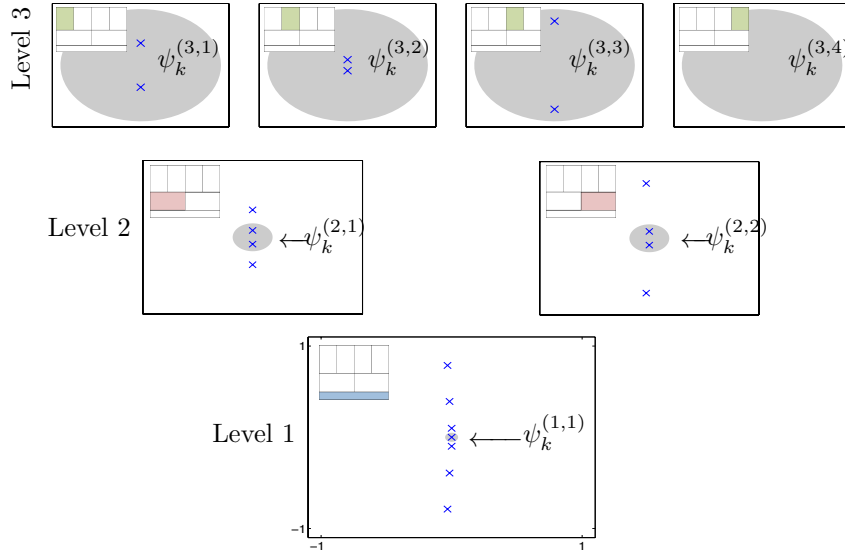 Level 3
ψ_k^{(3,1)}
ψ_k^{(3,2)}
ψ_k^{(3,3)}
ψ_k^{(3,4)}
Level 2
ψ_k^{(2,1)}
ψ_k^{(2,2)}
1
Level 1
ψ_k^{(1,1)}
−1
−1
1